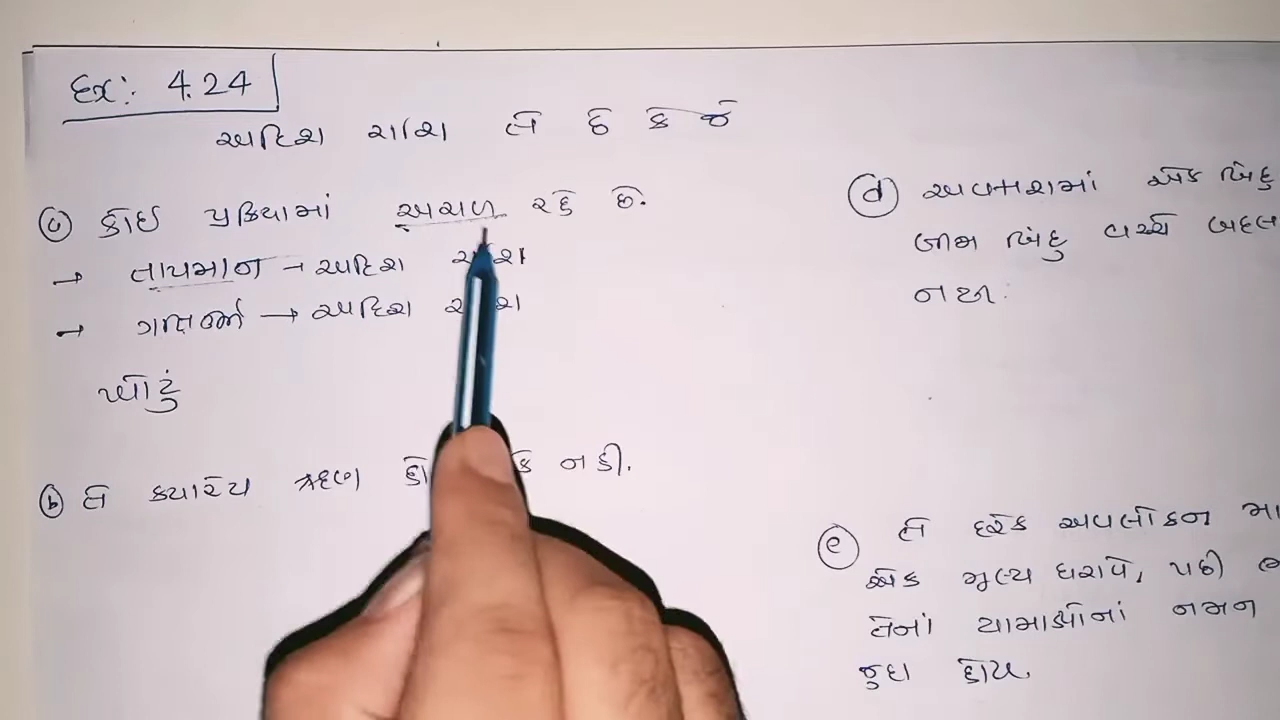 Ex: 4.24
અદિશ રાશિ તે છે કે જે
ⓐ કોઈ પ્રક્રિયામાં અચળ રહે છે.
→ તાપમાન → અદિશ
→ ગતિઊર્જા → અદિશ
ખોટું
ⓑ તે ક્યારેય ઋણ નહી.
ⓓ અવકાશમાં એક બિંદુ
બીજા બિંદુ વચ્ચે બદલા
નથી.
ⓔ તે દરેક અવલોકન મા
એક મૂલ્ય ધરાવે, પછી
તેનાં યામાક્ષોનાં નમન
જુદા હોય.